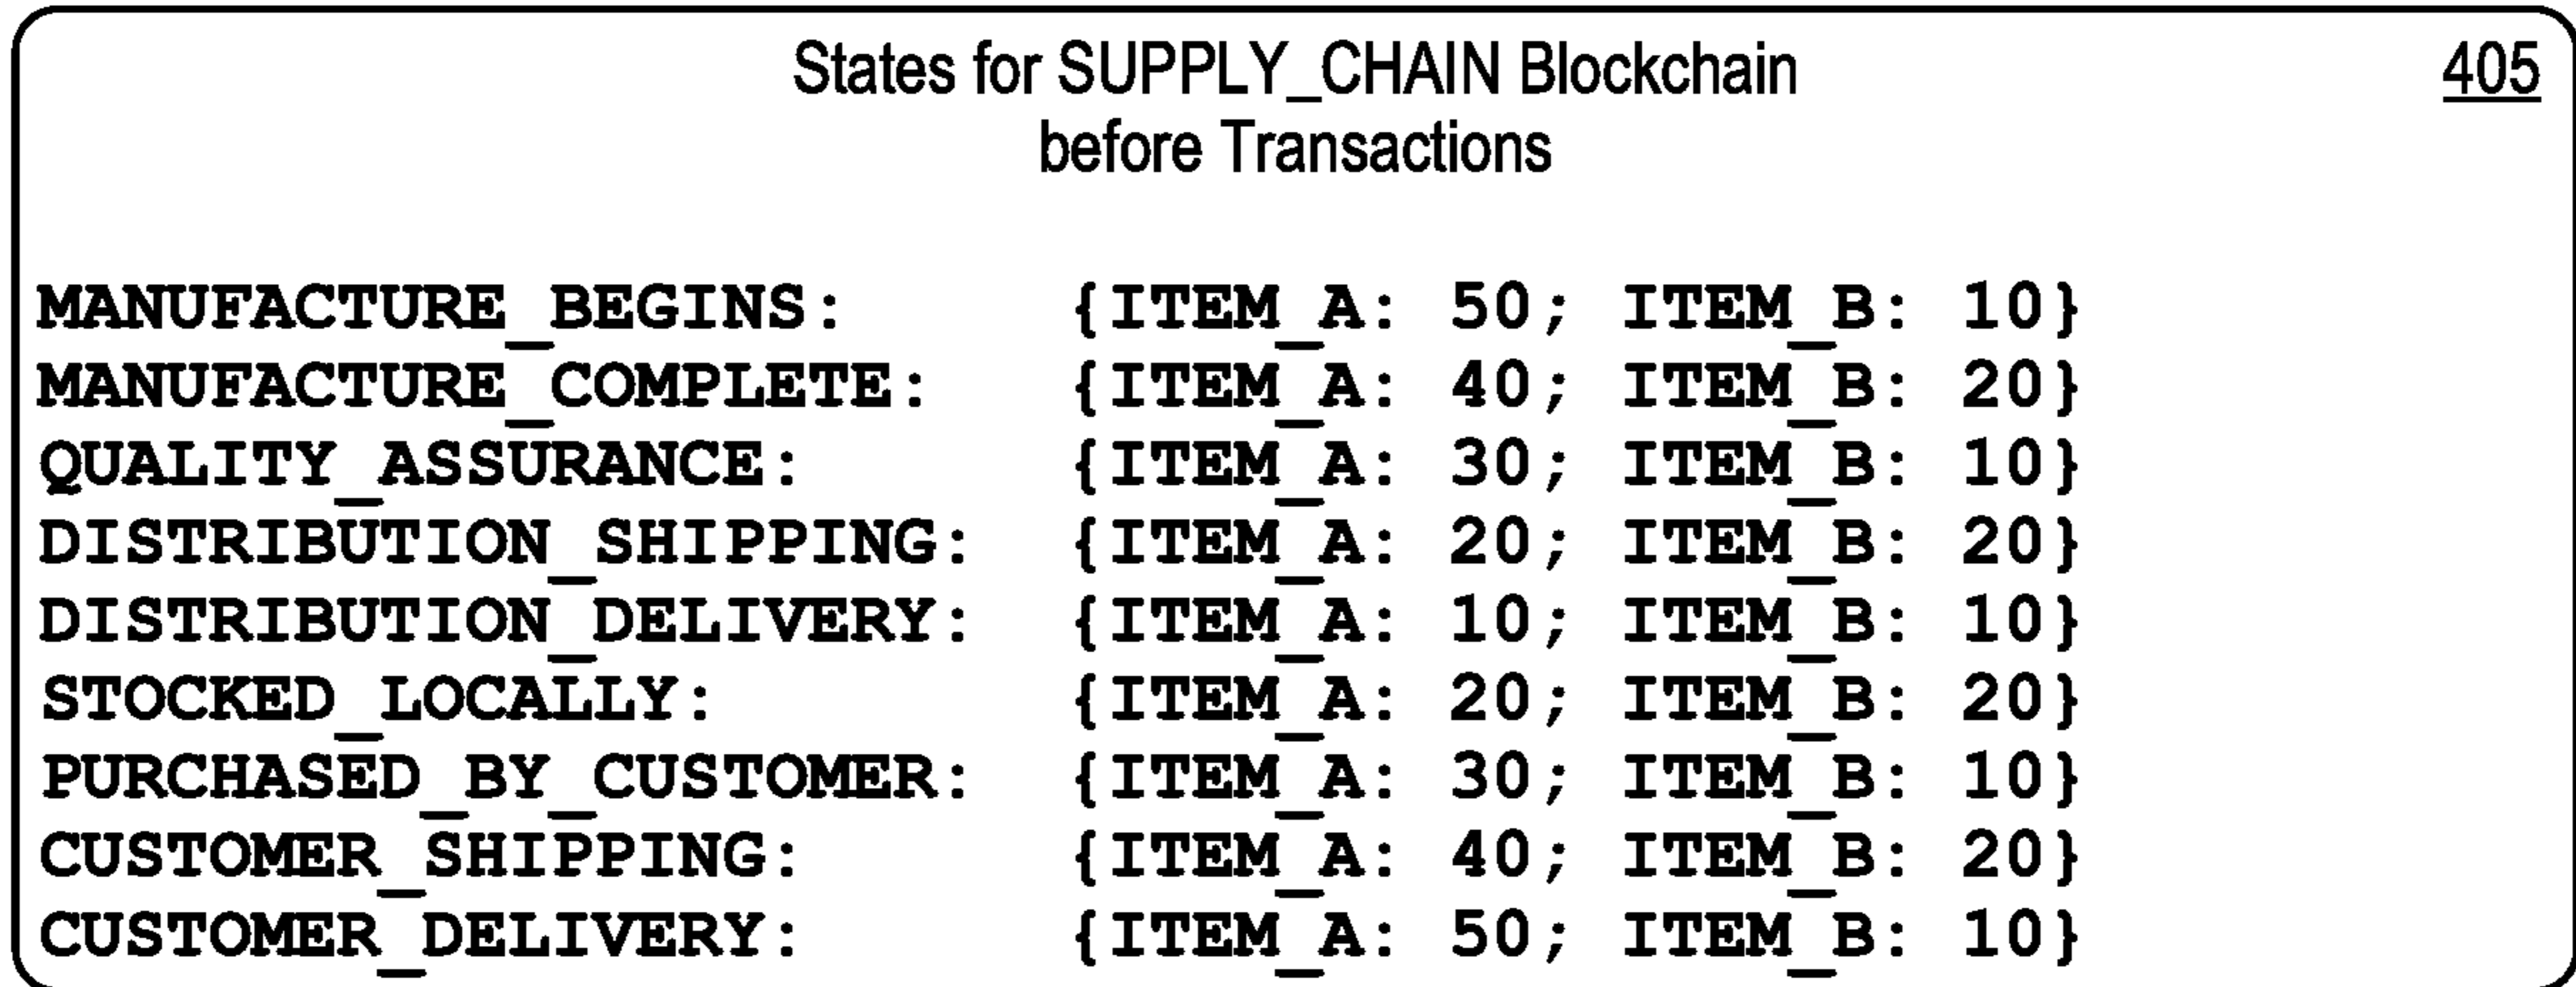 States for SUPPLY_CHAIN Blockchain 405
before Transactions
MANUFACTURE_BEGINS: {ITEM_A: 50; ITEM_B: 10}
MANUFACTURE_COMPLETE: {ITEM_A: 40; ITEM_B: 20}
QUALITY_ASSURANCE: {ITEM_A: 30; ITEM_B: 10}
DISTRIBUTION_SHIPPING: {ITEM_A: 20; ITEM_B: 20}
DISTRIBUTION_DELIVERY: {ITEM_A: 10; ITEM_B: 10}
STOCKED_LOCALLY: {ITEM_A: 20; ITEM_B: 20}
PURCHASED_BY_CUSTOMER: {ITEM_A: 30; ITEM_B: 10}
CUSTOMER_SHIPPING: {ITEM_A: 40; ITEM_B: 20}
CUSTOMER_DELIVERY: {ITEM_A: 50; ITEM_B: 10}